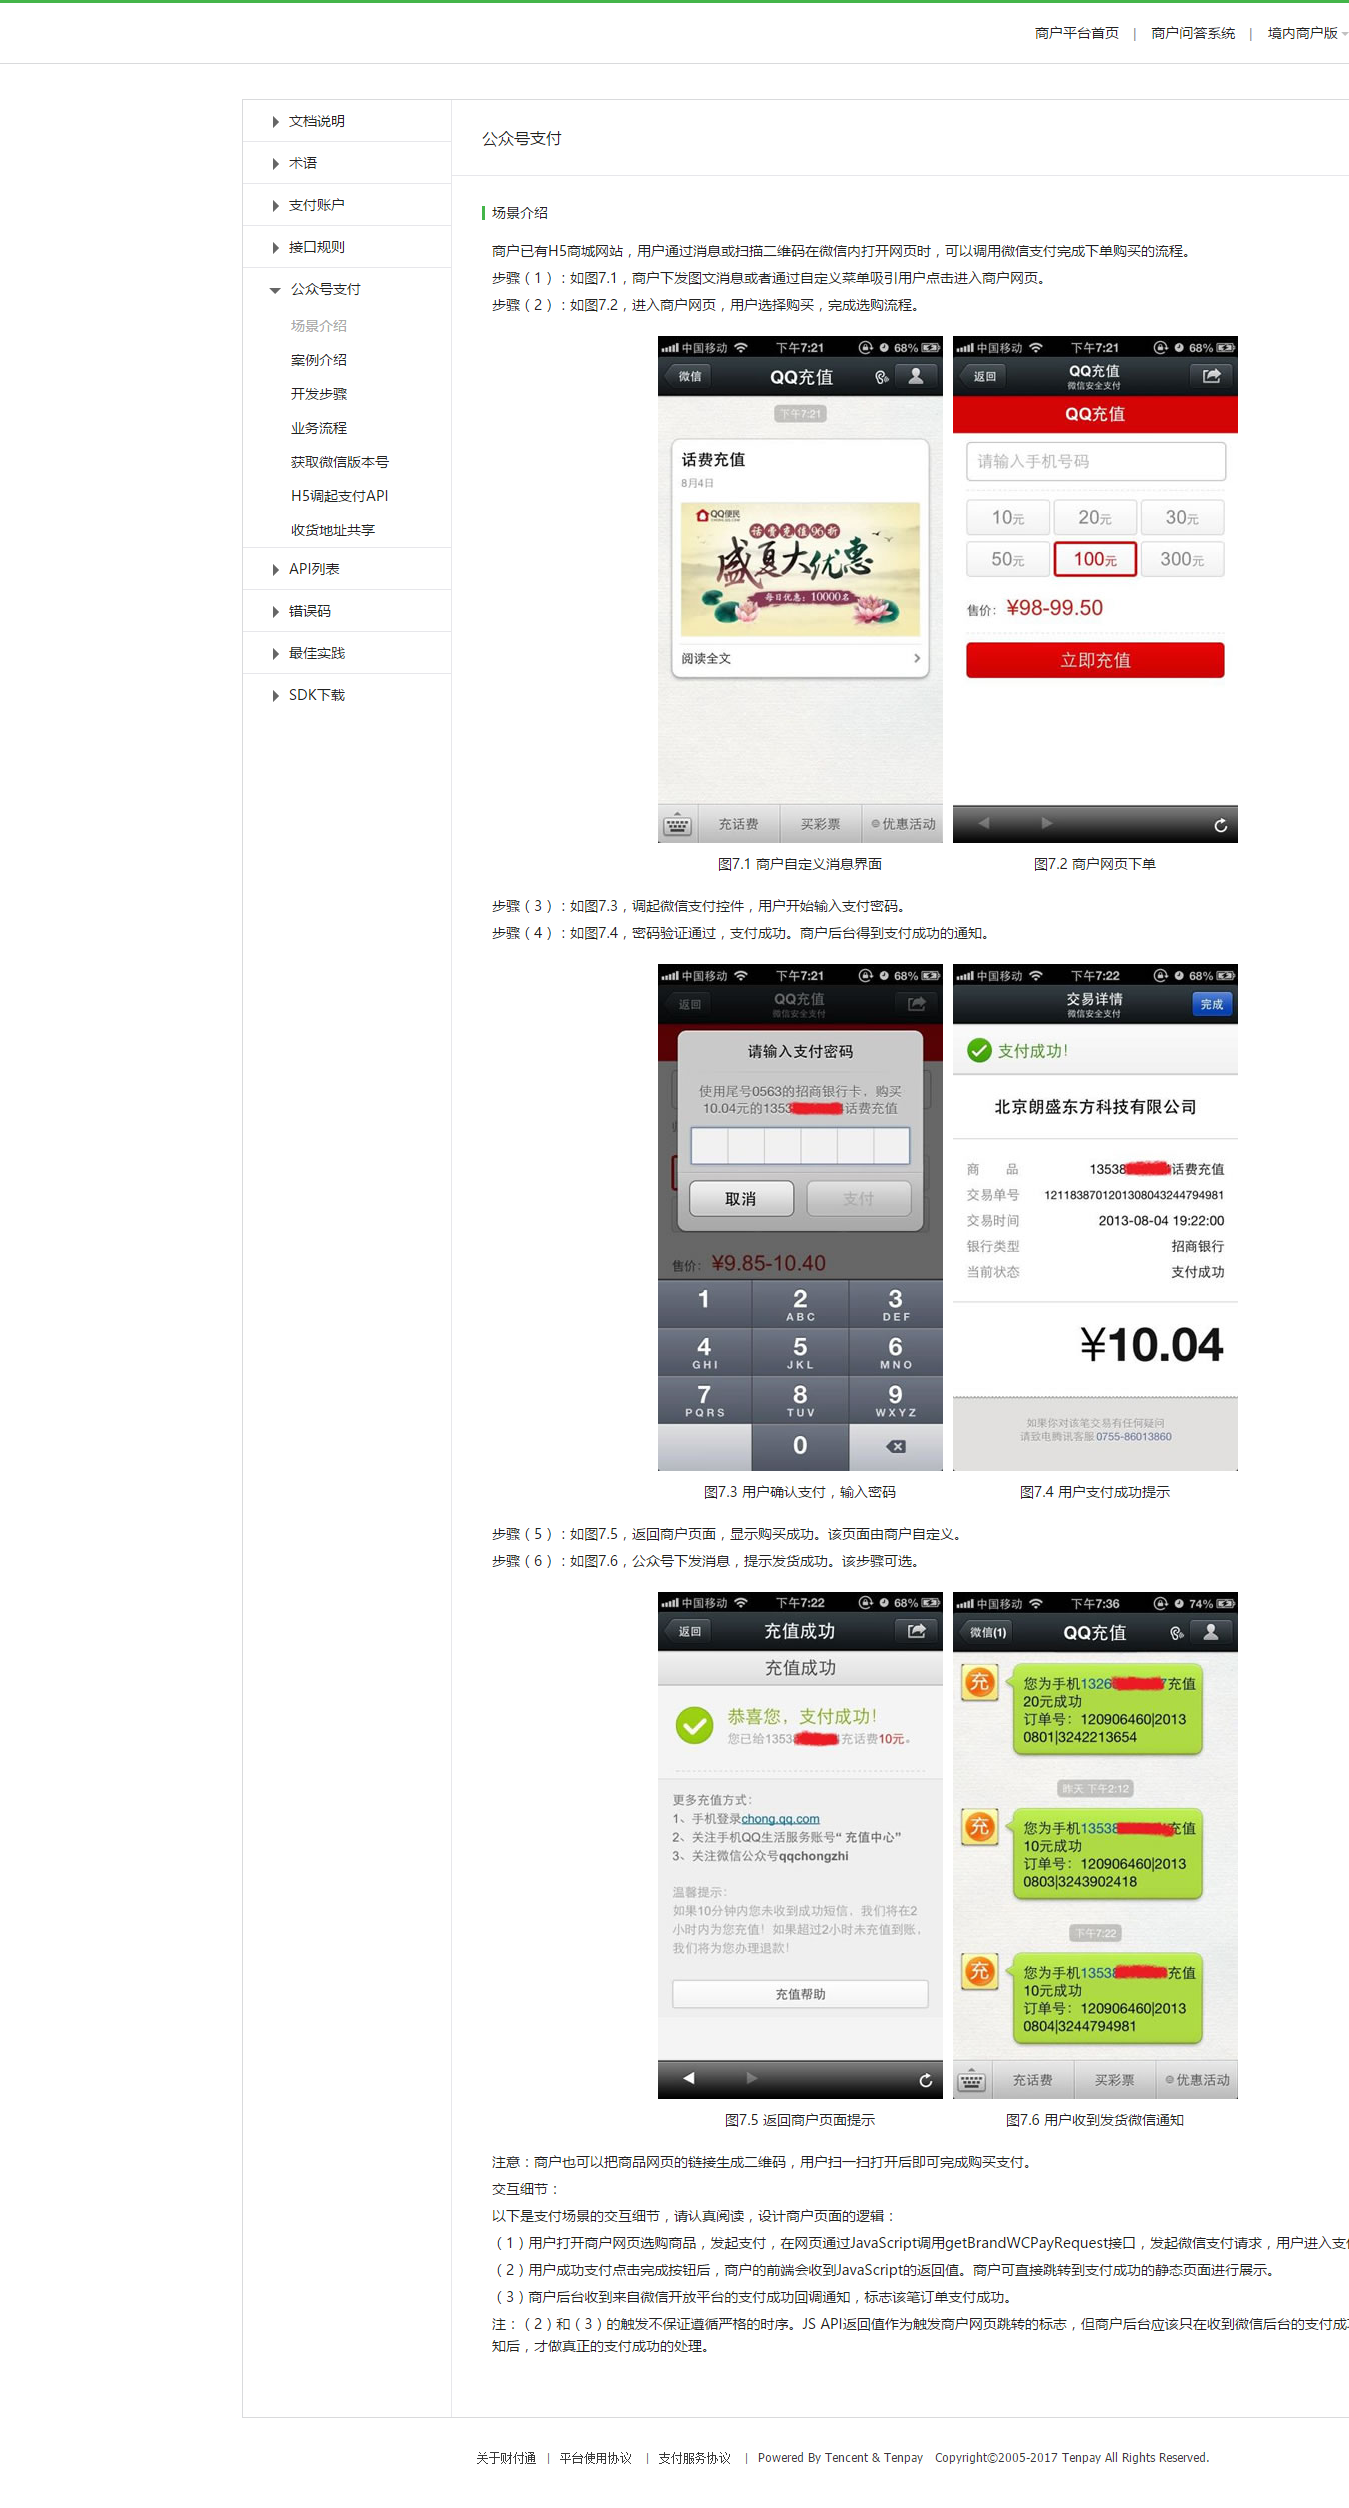 商户平台首页 | 商户问答系统 | 境内商户版
文档说明
术语
支付账户
接口规则
公众号支付
场景介绍
案例介绍
开发步骤
业务流程
获取微信版本号
H5调起支付API
收货地址共享
API列表
错误码
最佳实践
SDK下载
公众号支付
场景介绍
商户已有H5商城网站，用户通过消息或扫描二维码在微信内打开网页时，可以调用微信支付完成下单购买的流程。
步骤（1）：如图7.1，商户下发图文消息或者通过自定义菜单吸引用户点击进入商户网页。
步骤（2）：如图7.2，进入商户网页，用户选择购买，完成选购流程。
中国移动 下午7:21 68%
微信 QQ充值
下午7:21
话费充值
8月4日
QQ便民
话费充值96折
盛夏大优惠
每日优惠：10000名
阅读全文
充话费 买彩票 优惠活动
图7.1 商户自定义消息界面
中国移动 下午7:21 68%
返回 QQ充值
微信安全支付
QQ充值
请输入手机号码
10元 20元 30元
50元 100元 300元
售价：¥98-99.50
立即充值
图7.2 商户网页下单
步骤（3）：如图7.3，调起微信支付控件，用户开始输入支付密码。
步骤（4）：如图7.4，密码验证通过，支付成功。商户后台得到支付成功的通知。
中国移动 下午7:21 68%
返回 QQ充值
微信安全支付
请输入支付密码
使用尾号0563的招商银行卡，购买
10.04元的1353 话费充值
取消 支付
售价：¥9.85-10.40
1 2 3
ABC DEF
4 5 6
GHI JKL MNO
7 8 9
PQRS TUV WXYZ
0
图7.3 用户确认支付，输入密码
中国移动 下午7:22 68%
交易详情 完成
微信安全支付
支付成功！
北京朗盛东方科技有限公司
商 品 13538 话费充值
交易单号 1211838701201308043244794981
交易时间 2013-08-04 19:22:00
银行类型 招商银行
当前状态 支付成功
¥10.04
如果你对该笔交易有任何疑问
请致电腾讯客服 0755-86013860
图7.4 用户支付成功提示
步骤（5）：如图7.5，返回商户页面，显示购买成功。该页面由商户自定义。
步骤（6）：如图7.6，公众号下发消息，提示发货成功。该步骤可选。
中国移动 下午7:22 68%
返回 充值成功
充值成功
恭喜您，支付成功！
您已给1353 充话费10元。
更多充值方式：
1、手机登录chong.qq.com
2、关注手机QQ生活服务账号“充值中心”
3、关注微信公众号qqchongzhi
温馨提示：
如果10分钟内您未收到成功短信，我们将在2
小时内为您充值！如果超过2小时未充值到账，
我们将为您办理退款！
充值帮助
图7.5 返回商户页面提示
中国移动 下午7:36 74%
微信(1) QQ充值
充 您为手机1326 7充值
20元成功
订单号：120906460|2013
0801|3242213654
昨天 下午2:12
充 您为手机13538 充值
10元成功
订单号：120906460|2013
0803|3243902418
下午7:22
充 您为手机1353 充值
10元成功
订单号：120906460|2013
0804|3244794981
充话费 买彩票 优惠活动
图7.6 用户收到发货微信通知
注意：商户也可以把商品网页的链接生成二维码，用户扫一扫打开后即可完成购买支付。
交互细节：
以下是支付场景的交互细节，请认真阅读，设计商户页面的逻辑：
（1）用户打开商户网页选购商品，发起支付，在网页通过JavaScript调用getBrandWCPayRequest接口，发起微信支付请求，用户进入支
（2）用户成功支付点击完成按钮后，商户的前端会收到JavaScript的返回值。商户可直接跳转到支付成功的静态页面进行展示。
（3）商户后台收到来自微信开放平台的支付成功回调通知，标志该笔订单支付成功。
注：（2）和（3）的触发不保证遵循严格的时序。JS API返回值作为触发商户网页跳转的标志，但商户后台应该只在收到微信后台的支付成
知后，才做真正的支付成功的处理。
关于财付通 | 平台使用协议 | 支付服务协议 | Powered By Tencent & Tenpay Copyright©2005-2017 Tenpay All Rights Reserved.